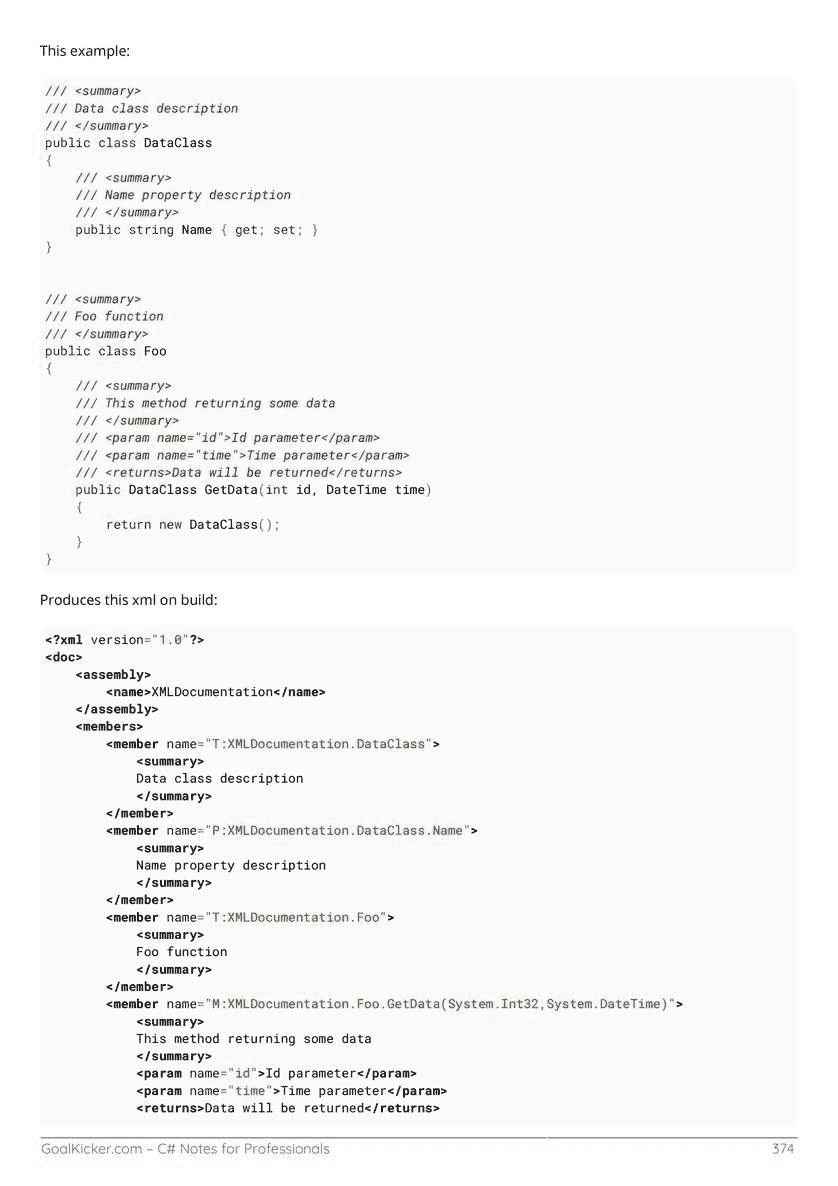 This example:
/// <summary>
/// Data class description
/// </summary>
public class DataClass
{
    /// <summary>
    /// Name property description
    /// </summary>
    public string Name { get; set; }
}
/// <summary>
/// Foo function
/// </summary>
public class Foo
{
    /// <summary>
    /// This method returning some data
    /// </summary>
    /// <param name="id">Id parameter</param>
    /// <param name="time">Time parameter</param>
    /// <returns>Data will be returned</returns>
    public DataClass GetData(int id, DateTime time)
    {
        return new DataClass();
    }
}
Produces this xml on build:
<?xml version="1.0"?>
<doc>
    <assembly>
        <name>XMLDocumentation</name>
    </assembly>
    <members>
        <member name="T:XMLDocumentation.DataClass">
            <summary>
            Data class description
            </summary>
        </member>
        <member name="P:XMLDocumentation.DataClass.Name">
            <summary>
            Name property description
            </summary>
        </member>
        <member name="T:XMLDocumentation.Foo">
            <summary>
            Foo function
            </summary>
        </member>
        <member name="M:XMLDocumentation.Foo.GetData(System.Int32,System.DateTime)">
            <summary>
            This method returning some data
            </summary>
            <param name="id">Id parameter</param>
            <param name="time">Time parameter</param>
            <returns>Data will be returned</returns>
GoalKicker.com – C# Notes for Professionals 374